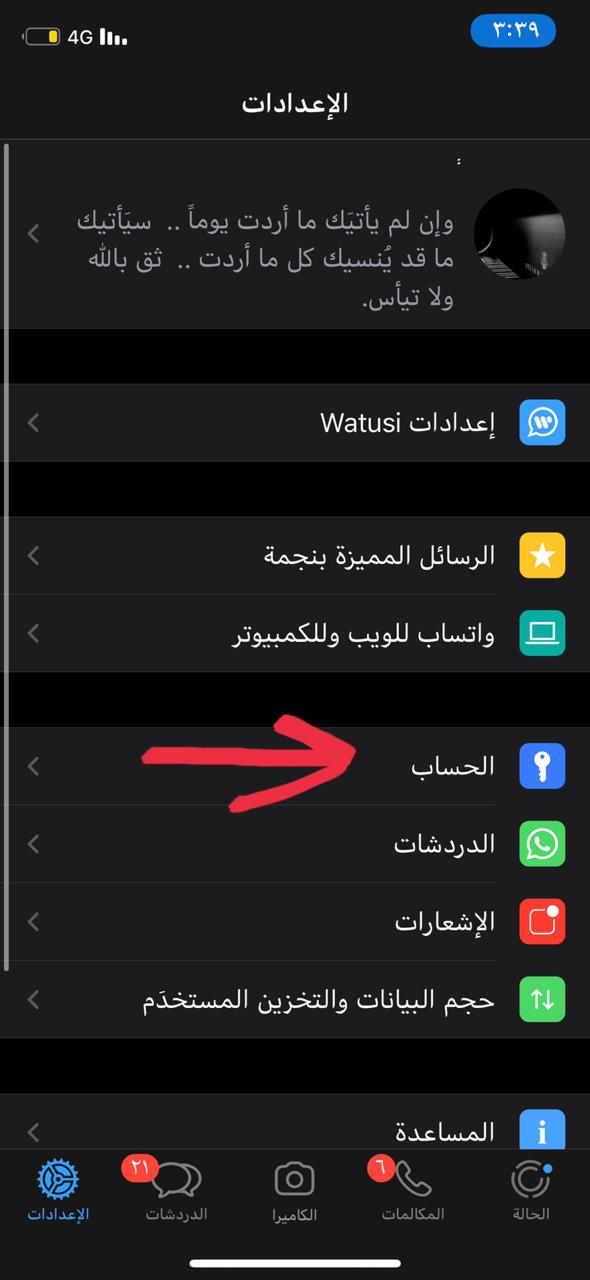 4G
٣:٣٩
الإعدادات
أ
وإن لم يأتيَك ما أردت يوماً .. سيَأتيك
ما قد يُنسيك كل ما أردت .. ثق بالله
ولا تيأس.
إعدادات Watusi
الرسائل المميزة بنجمة
واتساب للويب وللكمبيوتر
الحساب
الدردشات
الإشعارات
حجم البيانات والتخزين المستخدَم
المساعدة
٦
٢١
الحالة
المكالمات
الكاميرا
الدردشات
الإعدادات